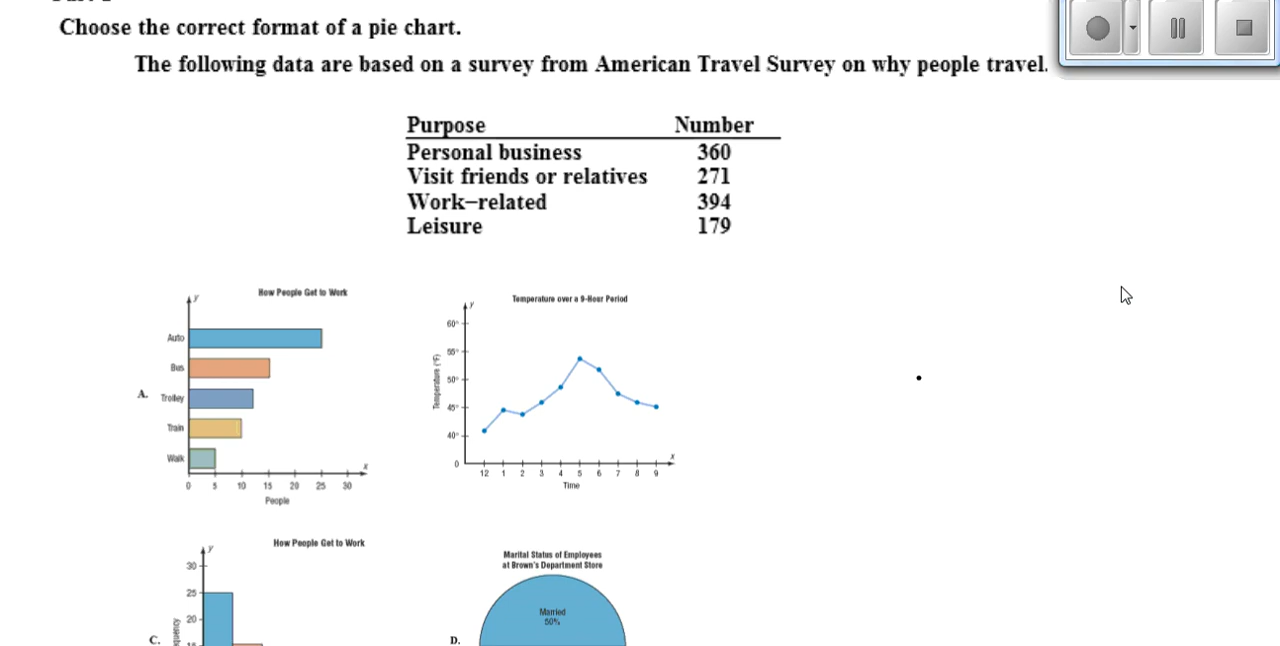 Choose the correct format of a pie chart.
The following data are based on a survey from American Travel Survey on why people travel.
Purpose Number
Personal business 360
Visit friends or relatives 271
Work–related 394
Leisure 179
How People Get to Work
y
Auto
Bus
A. Trolley
Train
Walk
x
0 5 10 15 20 25 30
People
Temperature over a 9-Hour Period
y
60°
55°
50°
45°
40°
0
Temperature (°F)
x
12 1 2 3 4 5 6 7 8 9
Time
How People Get to Work
y
30
25
20
C.
Marital Status of Employees
at Brown's Department Store
Married
50%
D.